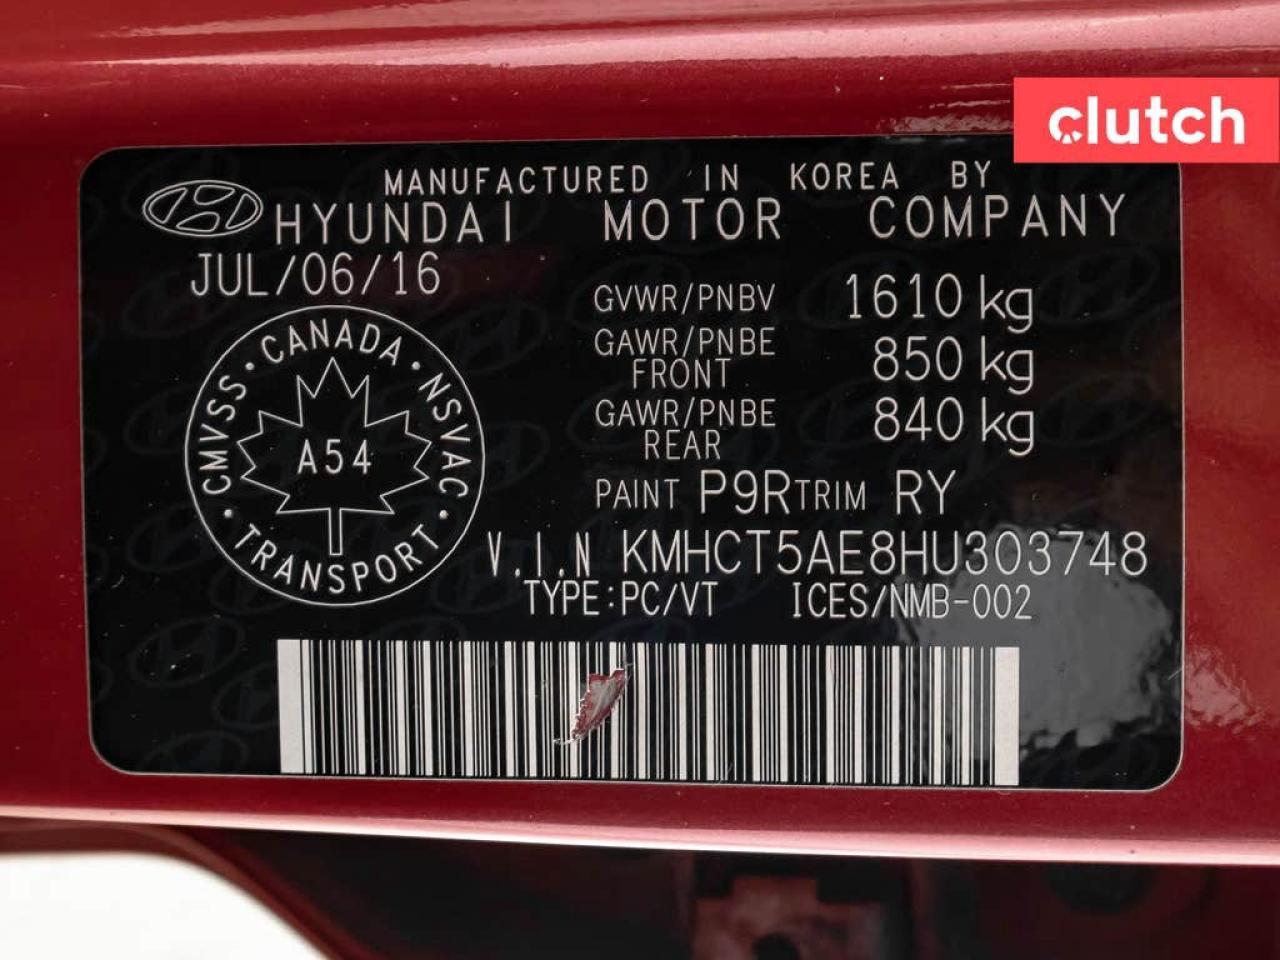 clutch
MANUFACTURED IN KOREA BY
HYUNDAI MOTOR COMPANY
JUL/06/16
GVWR/PNBV 1610 kg
GAWR/PNBE FRONT 850 kg
GAWR/PNBE REAR 840 kg
PAINT P9R TRIM RY
V.I.N KMHCT5AE8HU303748
TYPE:PC/VT ICES/NMB-002
CMVSS · CANADA · NSVAC · TRANSPORT ·
A54